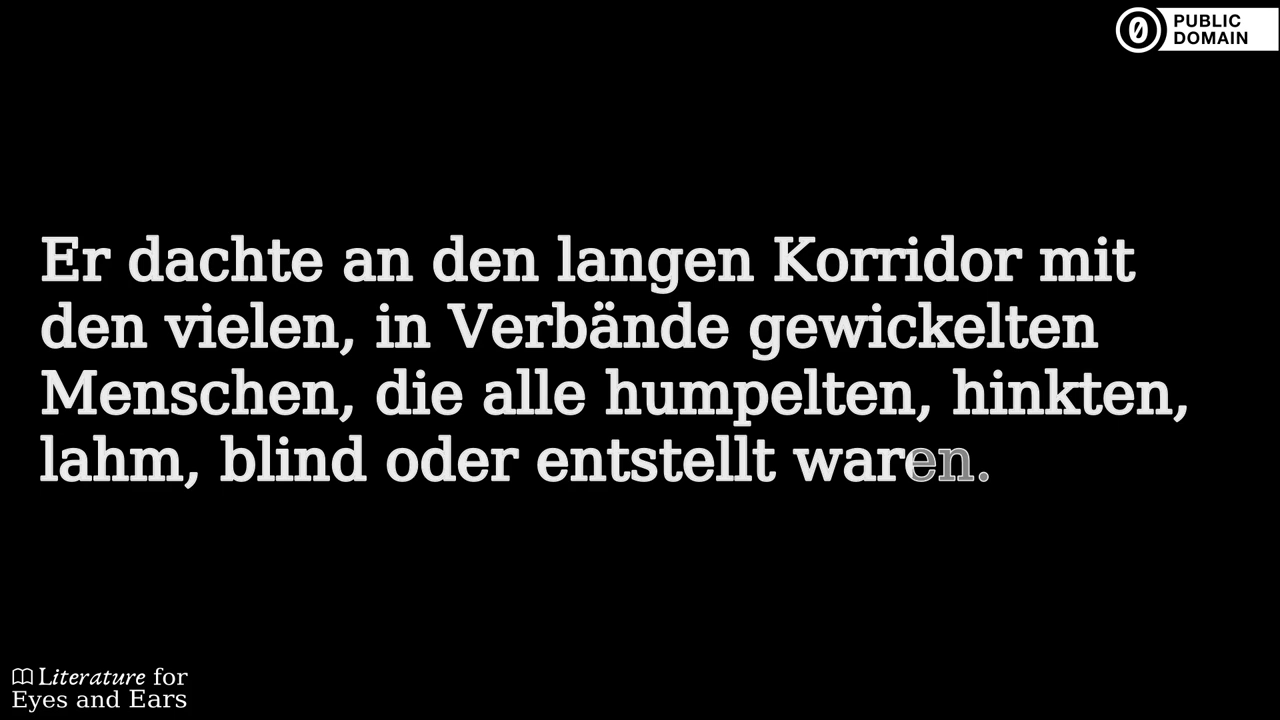 PUBLIC
DOMAIN
Er dachte an den langen Korridor mit
den vielen, in Verbände gewickelten
Menschen, die alle humpelten, hinkten,
lahm, blind oder entstellt waren.
Literature for
Eyes and Ears